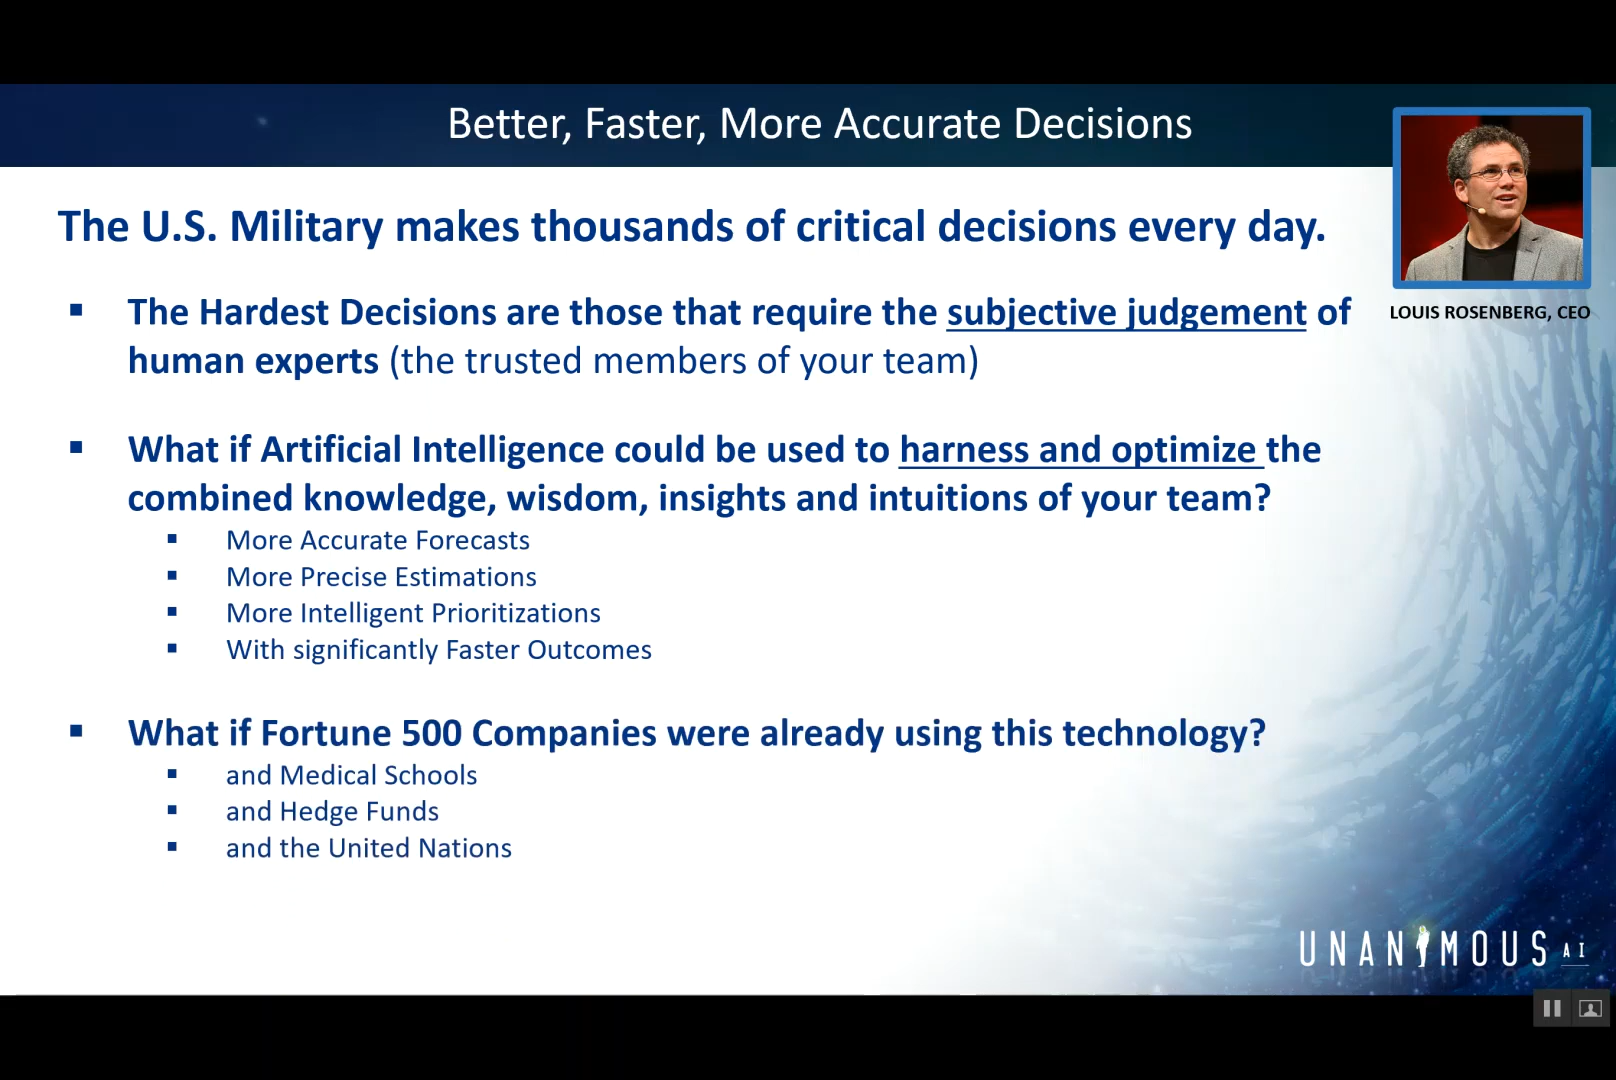 Better, Faster, More Accurate Decisions
The U.S. Military makes thousands of critical decisions every day.
LOUIS ROSENBERG, CEO
▪ The Hardest Decisions are those that require the subjective judgement of
human experts (the trusted members of your team)
▪ What if Artificial Intelligence could be used to harness and optimize the
combined knowledge, wisdom, insights and intuitions of your team?
▪ More Accurate Forecasts
▪ More Precise Estimations
▪ More Intelligent Prioritizations
▪ With significantly Faster Outcomes
▪ What if Fortune 500 Companies were already using this technology?
▪ and Medical Schools
▪ and Hedge Funds
▪ and the United Nations
UNANIMOUS AI